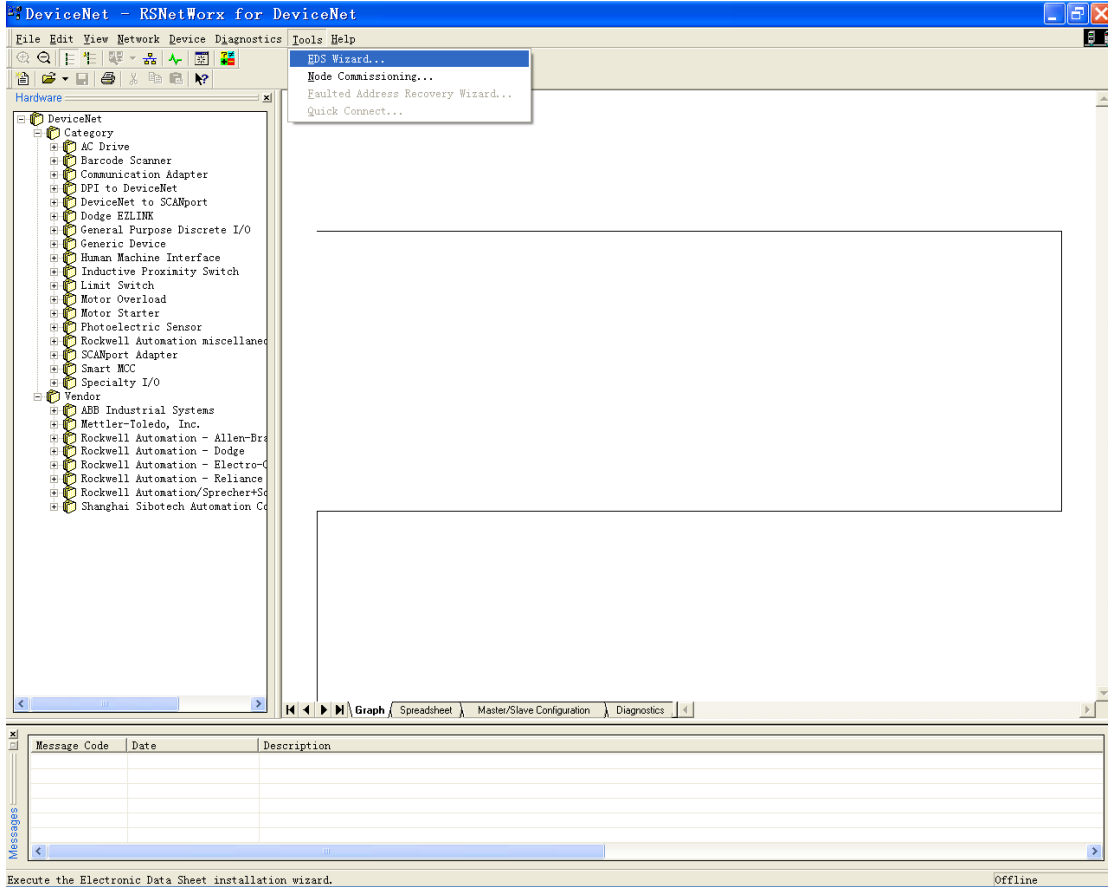 DeviceNet - RSNetWorx for DeviceNet
File Edit View Network Device Diagnostics Tools Help
EDS Wizard...
Node Commissioning...
Faulted Address Recovery Wizard...
Quick Connect...
Hardware
DeviceNet
Category
AC Drive
Barcode Scanner
Communication Adapter
DPI to DeviceNet
DeviceNet to SCANport
Dodge EZLINK
General Purpose Discrete I/O
Generic Device
Human Machine Interface
Inductive Proximity Switch
Limit Switch
Motor Overload
Motor Starter
Photoelectric Sensor
Rockwell Automation miscellaneo
SCANport Adapter
Smart MCC
Specialty I/O
Vendor
ABB Industrial Systems
Mettler-Toledo, Inc.
Rockwell Automation - Allen-Bra
Rockwell Automation - Dodge
Rockwell Automation - Electro-C
Rockwell Automation - Reliance
Rockwell Automation/Sprecher+Sc
Shanghai Sibotech Automation Co
Graph Spreadsheet Master/Slave Configuration Diagnostics
Message Code Date Description
Messages
Execute the Electronic Data Sheet installation wizard. Offline